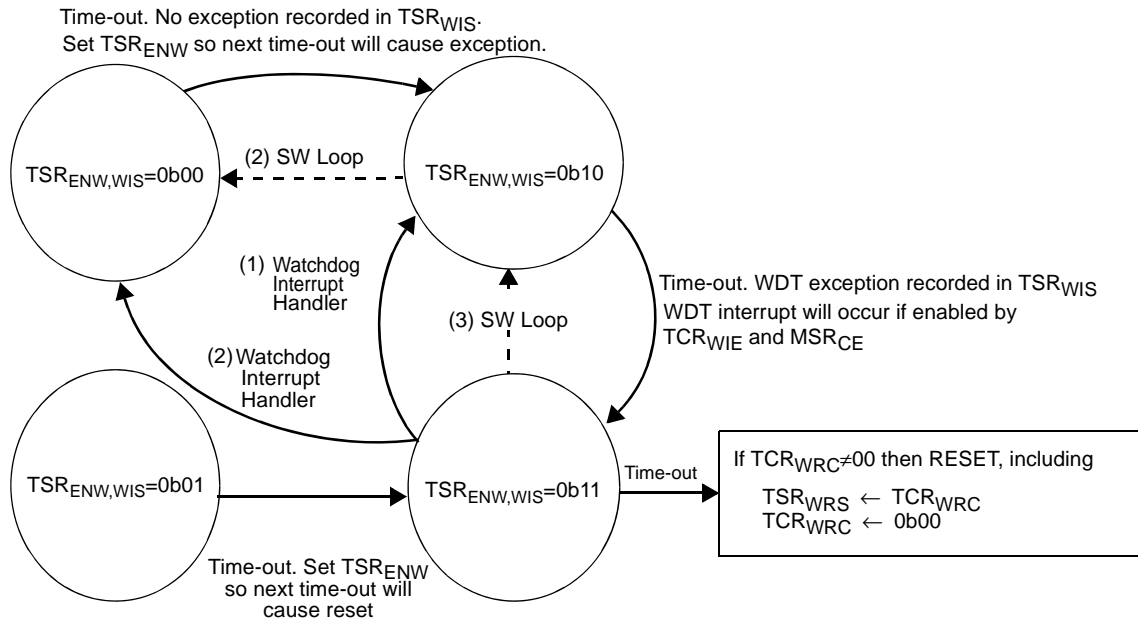 Time-out. No exception recorded in TSRWIS.
Set TSRENW so next time-out will cause exception.
TSRENW,WIS=0b00
(2) SW Loop
TSRENW,WIS=0b10
(1) Watchdog
Interrupt
Handler
Time-out. WDT exception recorded in TSRWIS
WDT interrupt will occur if enabled by
TCRWIE and MSRCE
(3) SW Loop
(2) Watchdog
Interrupt
Handler
TSRENW,WIS=0b01
TSRENW,WIS=0b11
Time-out
If TCRWRC≠00 then RESET, including
TSRWRS ← TCRWRC
TCRWRC ← 0b00
Time-out. Set TSRENW
so next time-out will
cause reset